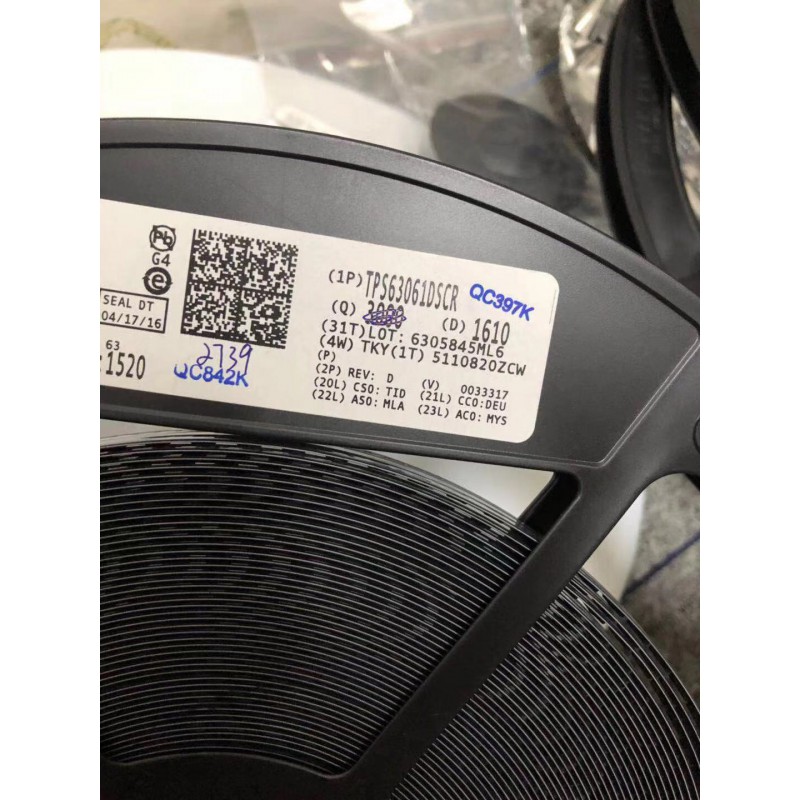 Pb
G4
e
SEAL DT
04/17/16
63
:1520
2739
QC842K
(1P) TPS63061DSCR QC397K
(Q) 3000 (D) 1610
(31T)LOT: 6305845ML6
(4W) TKY(1T) 5110820ZCW
(P)
(2P) REV: D (V) 0033317
(20L) CSO: TID (21L) CCO:DEU
(22L) ASO: MLA (23L) ACO: MYS